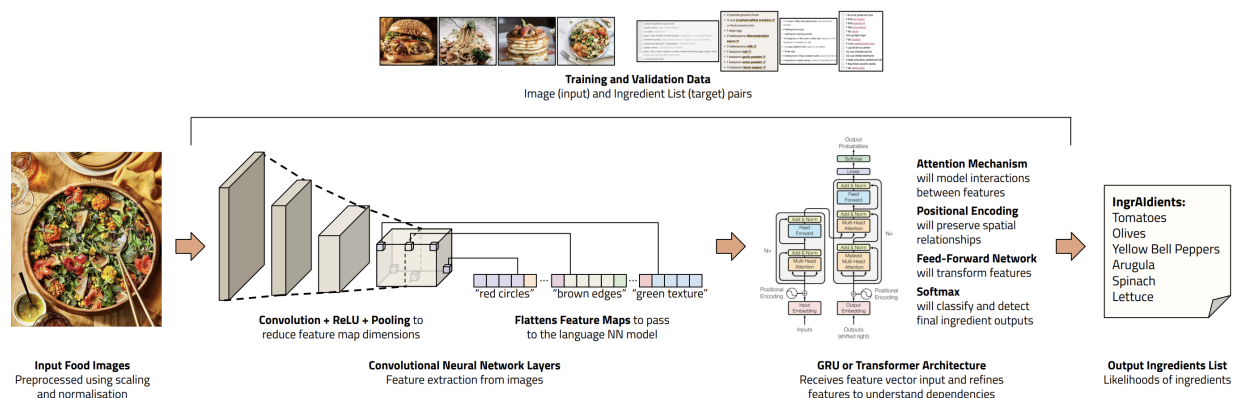 Training and Validation Data
Image (input) and Ingredient List (target) pairs
"red circles"
"brown edges"
"green texture"
Convolution + ReLU + Pooling to
reduce feature map dimensions
Flattens Feature Maps to pass
to the language NN model
Output
Probabilities
Softmax
Linear
Add & Norm
Feed
Forward
Add & Norm
Multi-Head
Attention
Add & Norm
Masked
Multi-Head
Attention
Add & Norm
Feed
Forward
Add & Norm
Multi-Head
Attention
N×
N×
Positional
Encoding
Positional
Encoding
Input
Embedding
Output
Embedding
Inputs
Outputs
(shifted right)
Attention Mechanism
will model interactions
between features
Positional Encoding
will preserve spatial
relationships
Feed-Forward Network
will transform features
Softmax
will classify and detect
final ingredient outputs
IngrAIdients:
Tomatoes
Olives
Yellow Bell Peppers
Arugula
Spinach
Lettuce
Input Food Images
Preprocessed using scaling
and normalisation
Convolutional Neural Network Layers
Feature extraction from images
GRU or Transformer Architecture
Receives feature vector input and refines
features to understand dependencies
Output Ingredients List
Likelihoods of ingredients